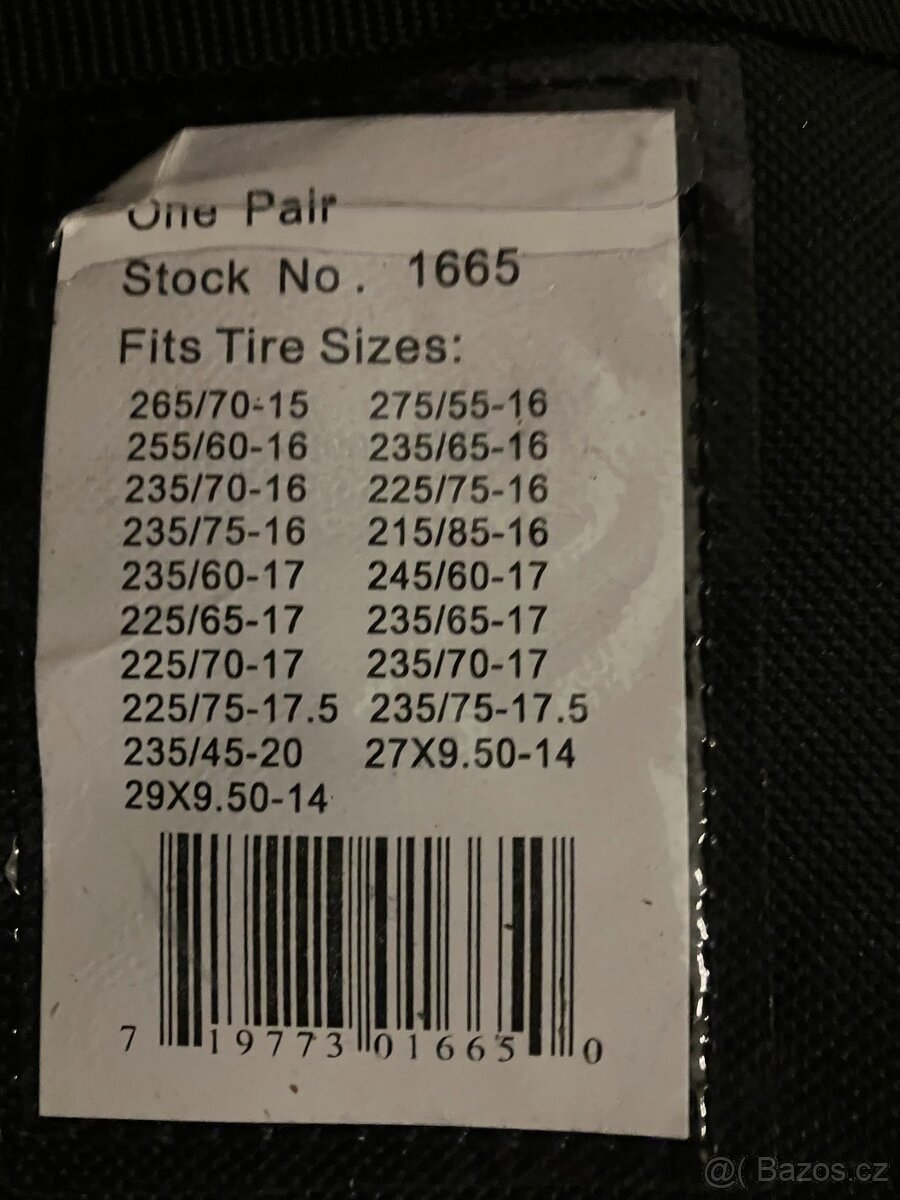 One Pair
Stock No. 1665
Fits Tire Sizes:
265/70-15 275/55-16
255/60-16 235/65-16
235/70-16 225/75-16
235/75-16 215/85-16
235/60-17 245/60-17
225/65-17 235/65-17
225/70-17 235/70-17
225/75-17.5 235/75-17.5
235/45-20 27X9.50-14
29X9.50-14
7 19773 01665 0
@( Bazos.cz